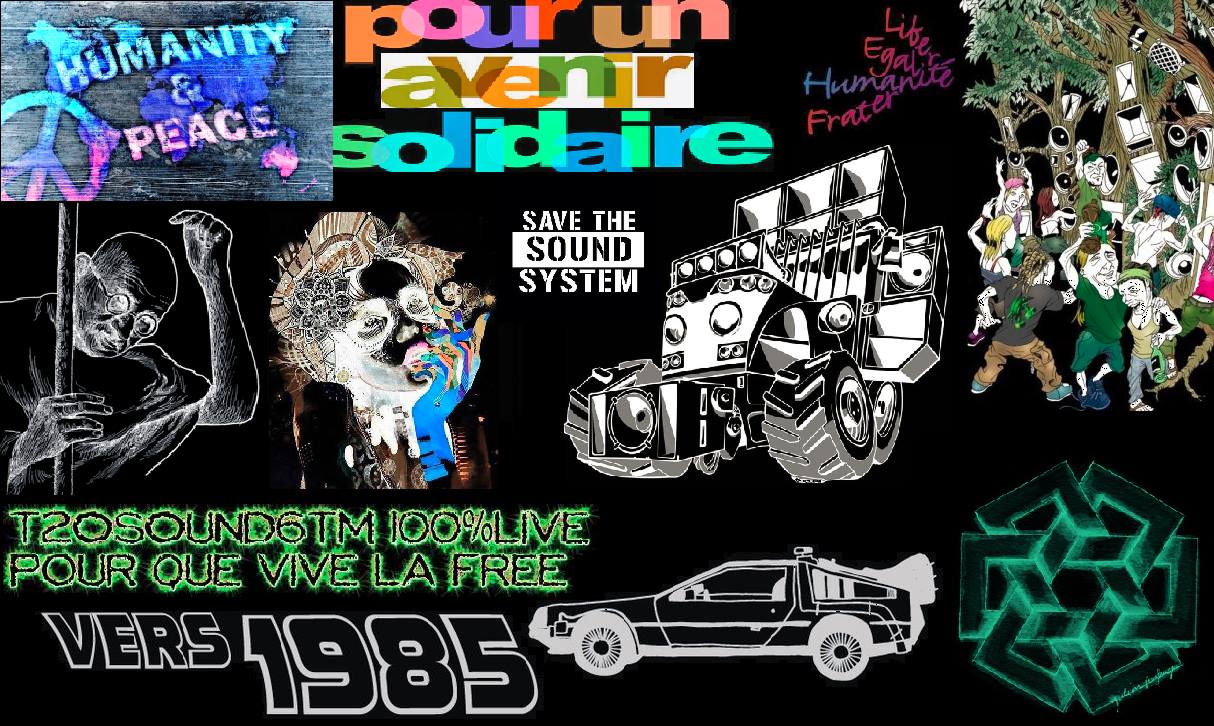 HUMANITY
&
PEACE
pour un
avenir
solidaire
Life
Egal'r
Humanité
Frater
SAVE THE
SOUND
SYSTEM
T2OSOUND6TM 100%LIVE
POUR QUE VIVE LA FREE
VERS 1985